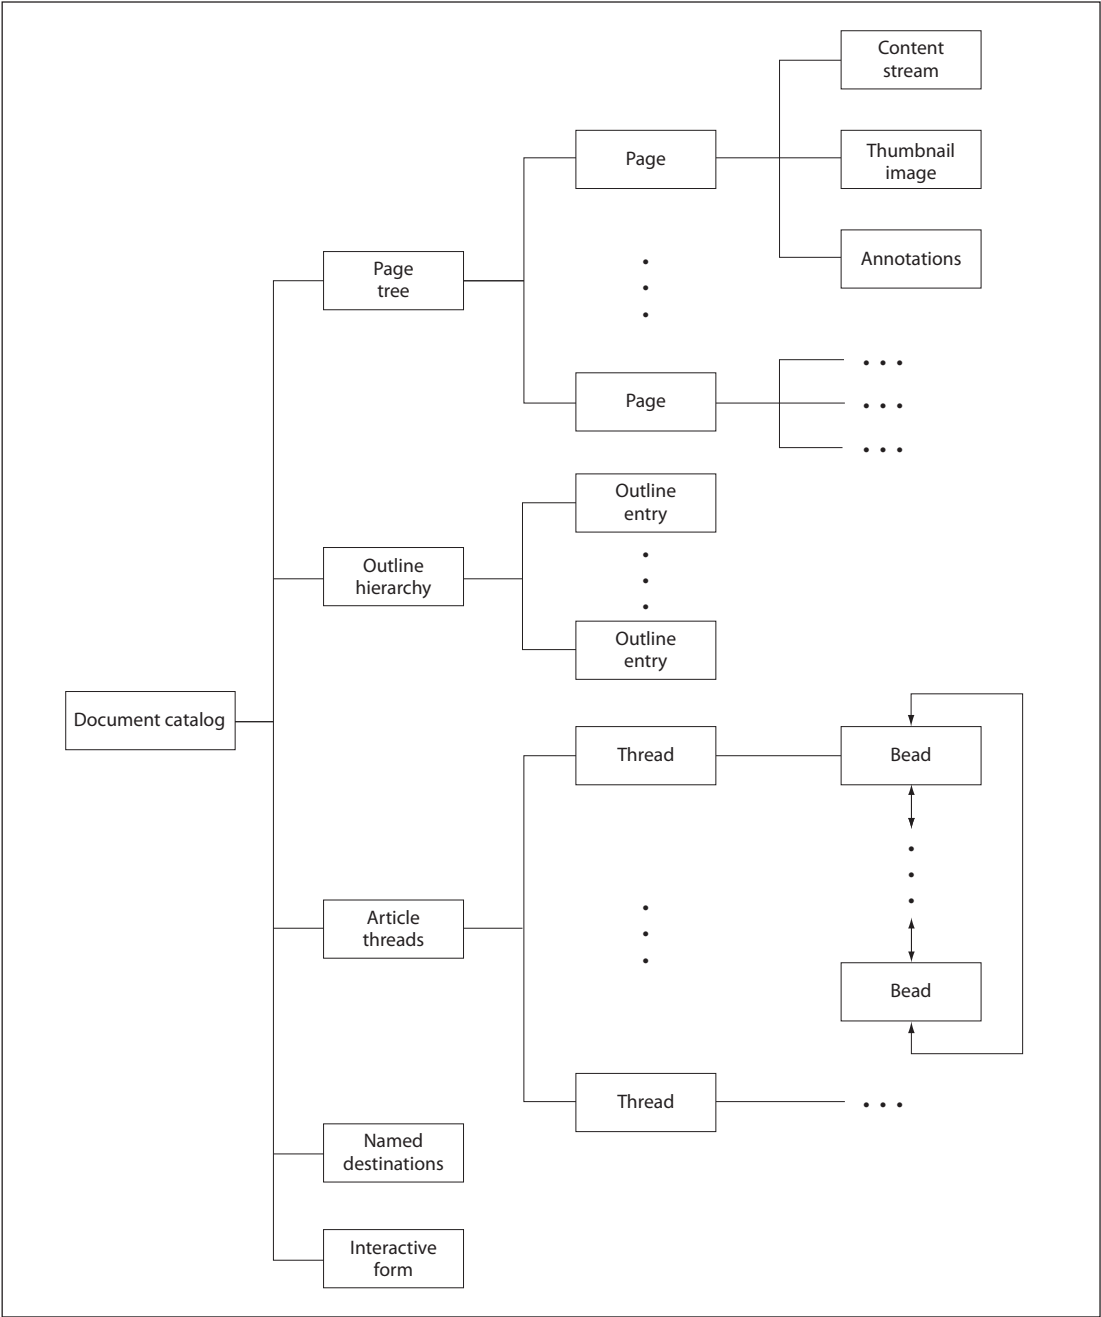 Content
stream
Page
Thumbnail
image
Annotations
Page
tree
Page
Outline
entry
Outline
hierarchy
Outline
entry
Document catalog
Thread
Bead
Article
threads
Bead
Thread
Named
destinations
Interactive
form